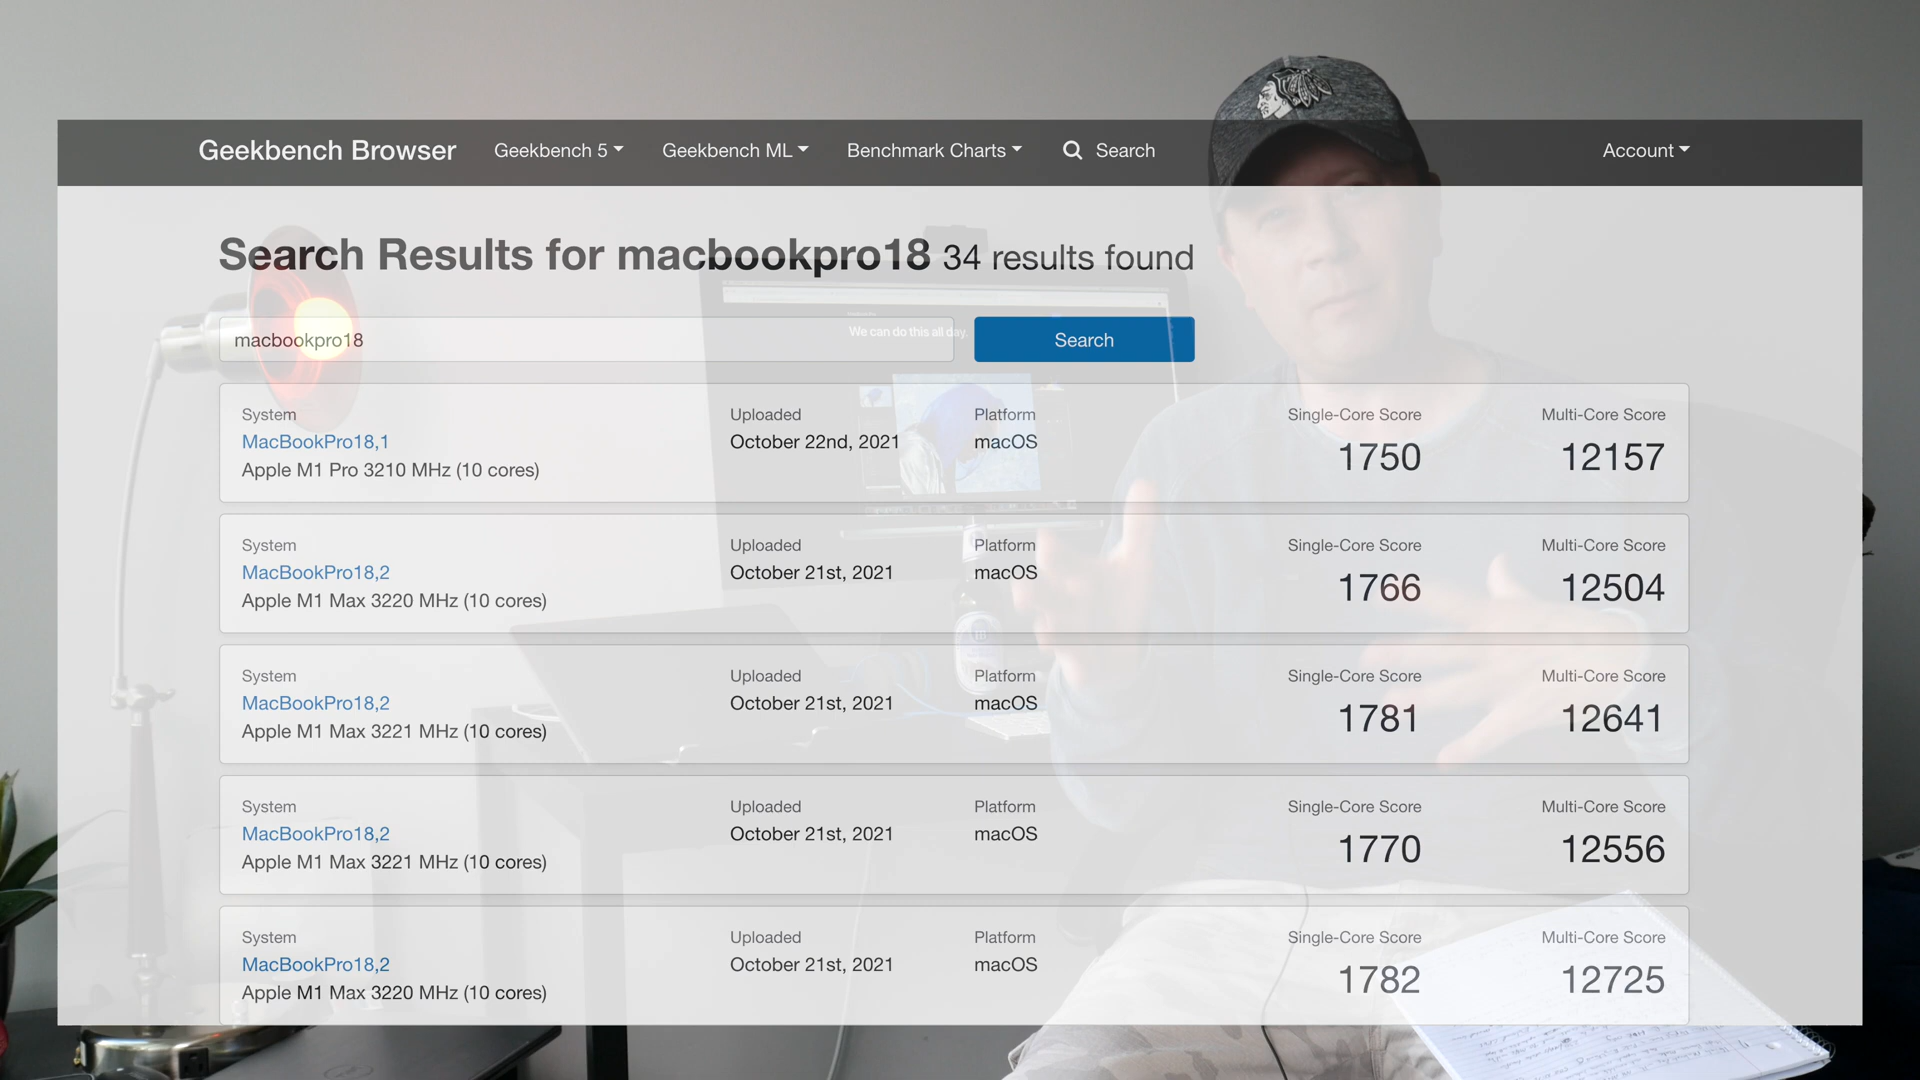 Geekbench Browser Geekbench 5 Geekbench ML Benchmark Charts Search Account
Search Results for macbookpro18 34 results found
We can do this all day.
macbookpro18 Search
System Uploaded Platform Single-Core Score Multi-Core Score
MacBookPro18,1 October 22nd, 2021 macOS 1750 12157
Apple M1 Pro 3210 MHz (10 cores)
System Uploaded Platform Single-Core Score Multi-Core Score
MacBookPro18,2 October 21st, 2021 macOS 1766 12504
Apple M1 Max 3220 MHz (10 cores)
System Uploaded Platform Single-Core Score Multi-Core Score
MacBookPro18,2 October 21st, 2021 macOS 1781 12641
Apple M1 Max 3221 MHz (10 cores)
System Uploaded Platform Single-Core Score Multi-Core Score
MacBookPro18,2 October 21st, 2021 macOS 1770 12556
Apple M1 Max 3221 MHz (10 cores)
System Uploaded Platform Single-Core Score Multi-Core Score
MacBookPro18,2 October 21st, 2021 macOS 1782 12725
Apple M1 Max 3220 MHz (10 cores)